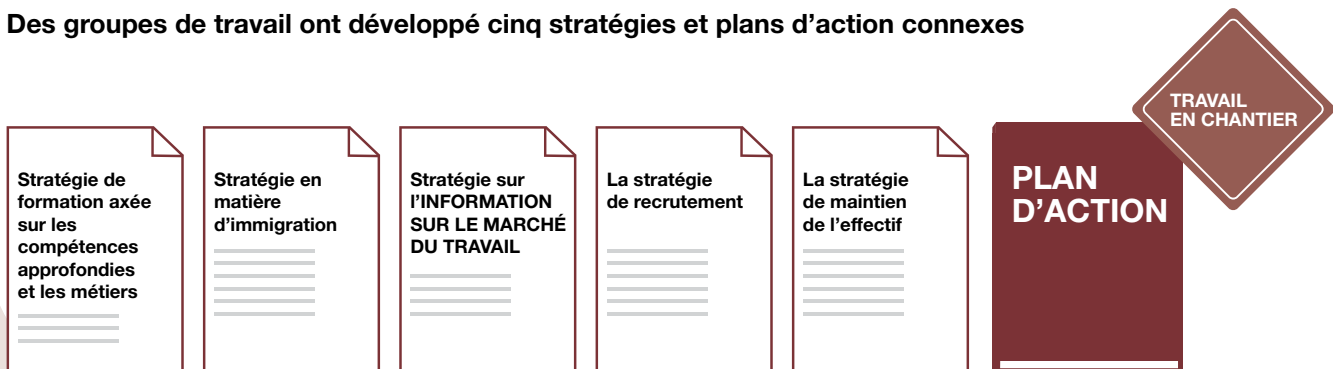 Des groupes de travail ont développé cinq stratégies et plans d’action connexes
Stratégie de
formation axée
sur les
compétences
approfondies
et les métiers
Stratégie en
matière
d’immigration
Stratégie sur
l’INFORMATION
SUR LE MARCHÉ
DU TRAVAIL
La stratégie
de recrutement
La stratégie
de maintien
de l’effectif
PLAN
D’ACTION
TRAVAIL
EN CHANTIER